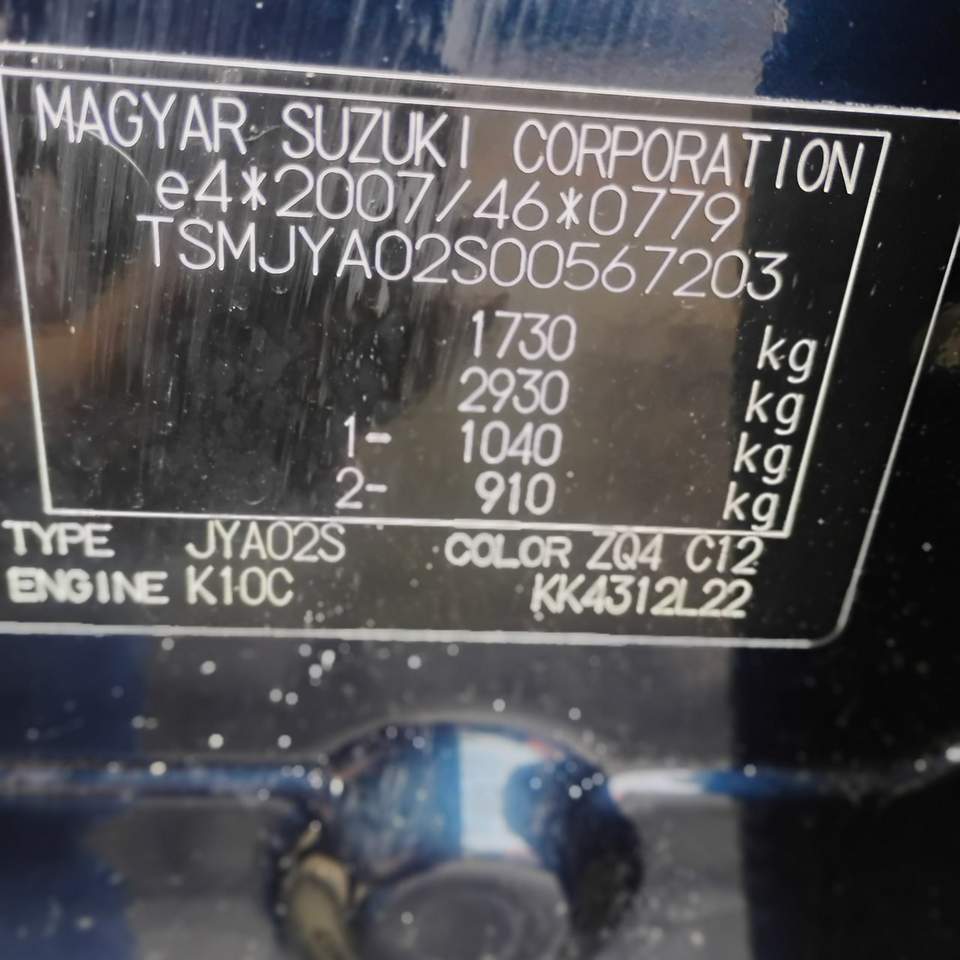 MAGYAR SUZUKI CORPORATION
e4*2007/46*0779
TSMJYA02S00567203
1730 kg
2930 kg
1- 1040 kg
2- 910 kg
TYPE JYA02S COLOR ZQ4 C12
ENGINE K10C KK4312L22